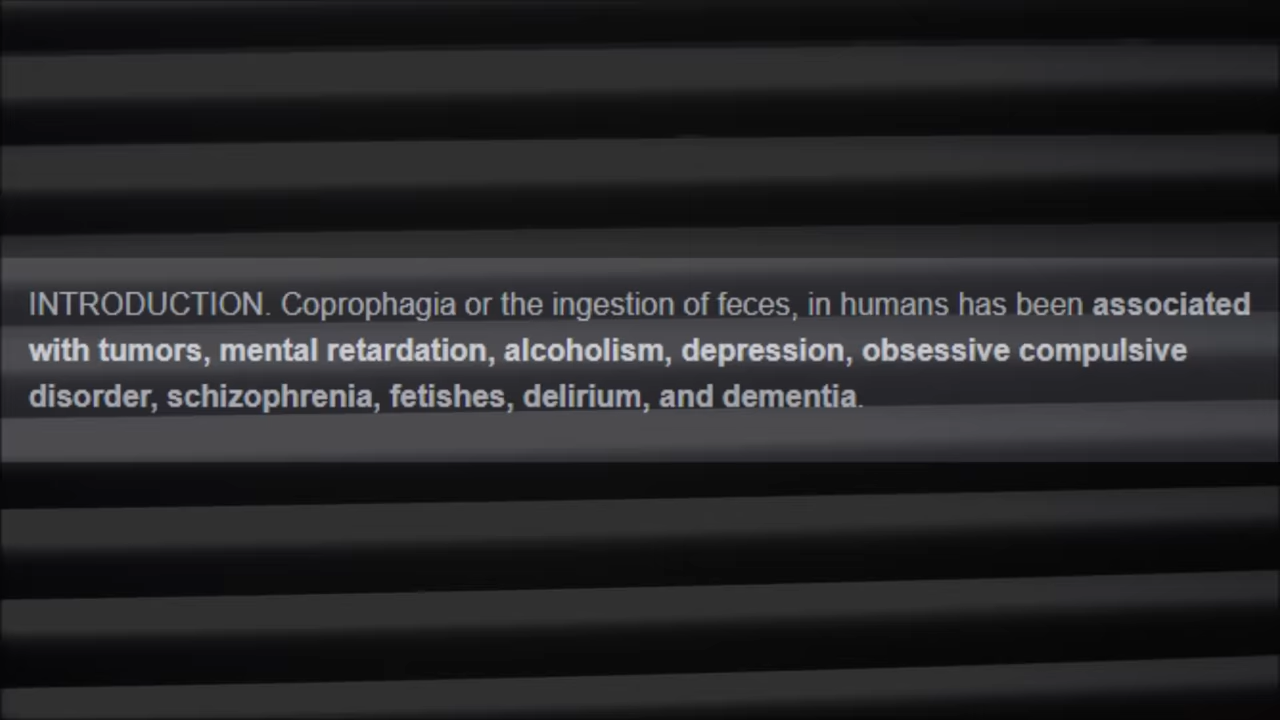 INTRODUCTION. Coprophagia or the ingestion of feces, in humans has been associated
with tumors, mental retardation, alcoholism, depression, obsessive compulsive
disorder, schizophrenia, fetishes, delirium, and dementia.